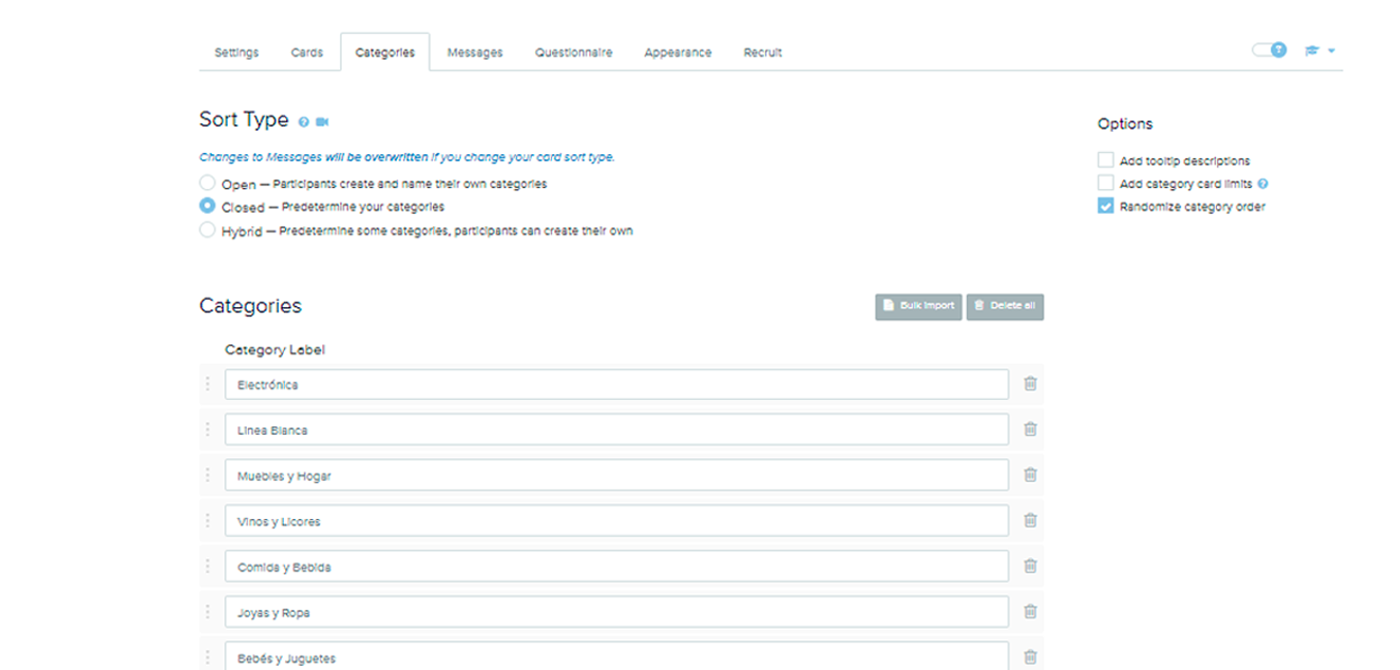 Settings Cards Categories Messages Questionnaire Appearance Recruit
Sort Type
Changes to Messages will be overwritten if you change your card sort type.
Open — Participants create and name their own categories
Closed — Predetermine your categories
Hybrid — Predetermine some categories, participants can create their own
Options
Add tooltip descriptions
Add category card limits
Randomize category order
Categories
Bulk Import Delete all
Category Label
Electrónica
Linea Blanca
Muebles y Hogar
Vinos y Licores
Comida y Bebida
Joyas y Ropa
Bebés y Juguetes